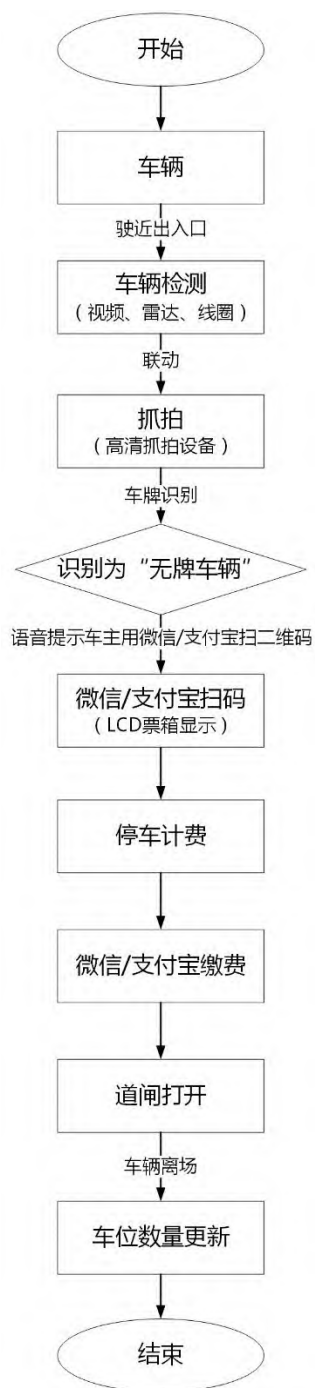 开始
车辆
驶近出入口
车辆检测
（视频、雷达、线圈）
联动
抓拍
（高清抓拍设备）
车牌识别
识别为“无牌车辆”
语音提示车主用微信/支付宝扫二维码
微信/支付宝扫码
（LCD票箱显示）
停车计费
微信/支付宝缴费
道闸打开
车辆离场
车位数量更新
结束